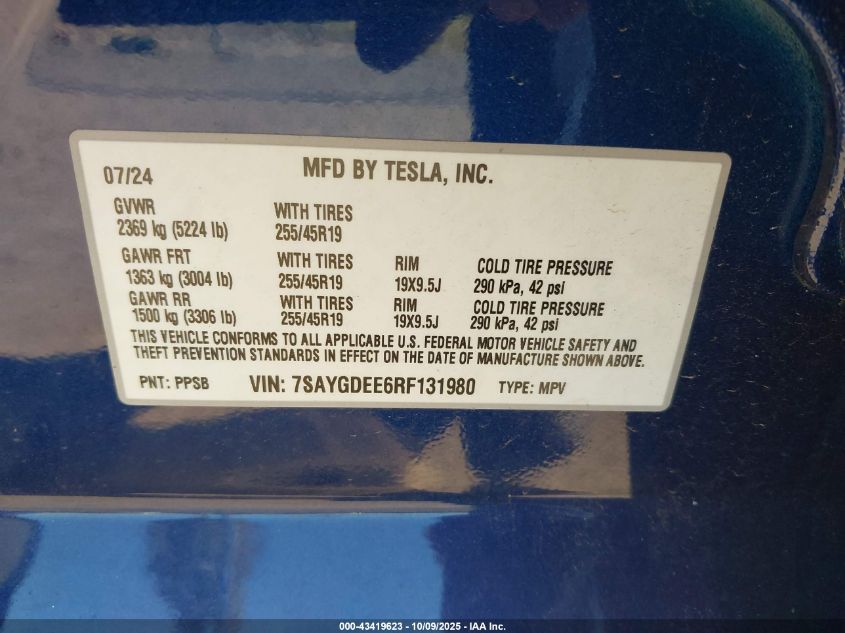 07/24 MFD BY TESLA, INC.
GVWR WITH TIRES
2369 kg (5224 lb) 255/45R19
GAWR FRT WITH TIRES RIM COLD TIRE PRESSURE
1363 kg (3004 lb) 255/45R19 19X9.5J 290 kPa, 42 psi
GAWR RR WITH TIRES RIM COLD TIRE PRESSURE
1500 kg (3306 lb) 255/45R19 19X9.5J 290 kPa, 42 psi
THIS VEHICLE CONFORMS TO ALL APPLICABLE U.S. FEDERAL MOTOR VEHICLE SAFETY AND
THEFT PREVENTION STANDARDS IN EFFECT ON THE DATE OF MANUFACTURE SHOWN ABOVE.
PNT: PPSB VIN: 7SAYGDEE6RF131980 TYPE: MPV
000-43419623 - 10/09/2025 - IAA Inc.